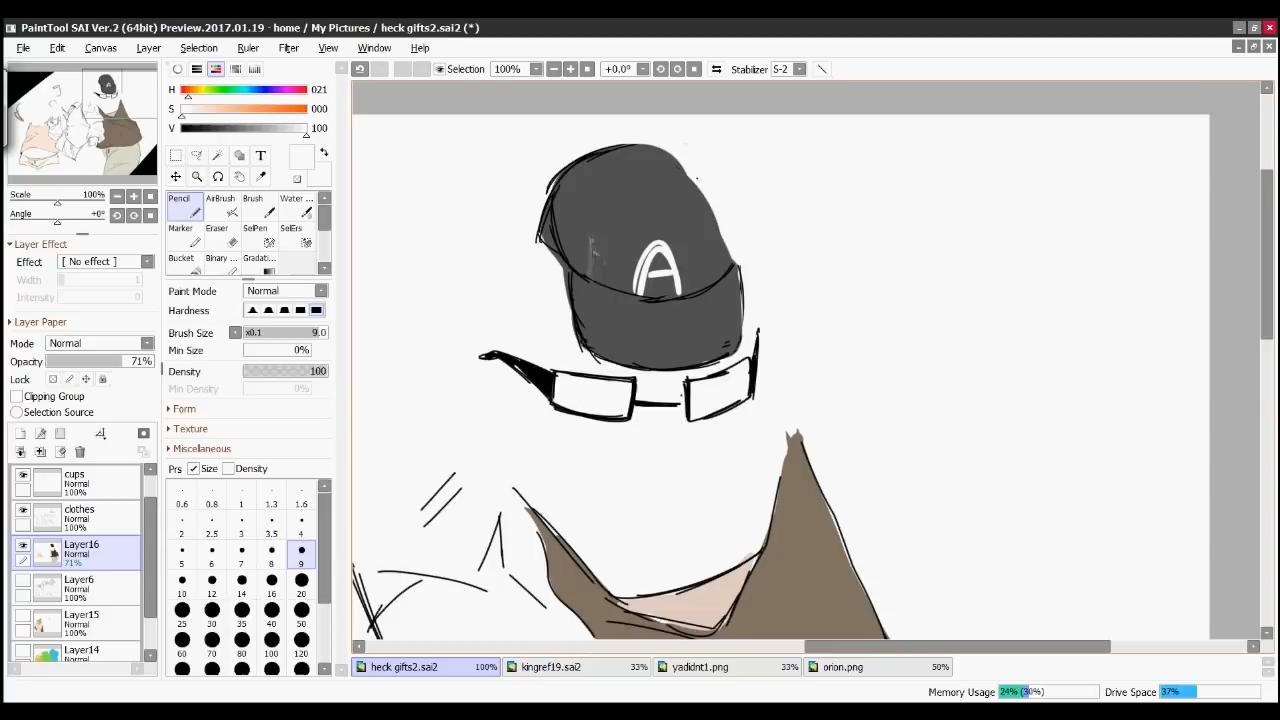 PaintTool SAI Ver.2 (64bit) Preview.2017.01.19 - home / My Pictures / heck gifts2.sai2 (*)
File Edit Canvas Layer Selection Ruler Filter View Window Help
Selection 100% +0.0° Stabilizer S-2
H 021
S 000
V 100
Scale 100%
Angle +0°
Layer Effect
Effect [ No effect ]
Width 1
Intensity 0
Layer Paper
Mode Normal
Opacity 71%
Lock
Clipping Group
Selection Source
cups
Normal
100%
clothes
Normal
100%
Layer16
Normal
71%
Layer6
Normal
100%
Layer15
Normal
100%
Layer14
Normal
T
Pencil AirBrush Brush Water ...
Marker Eraser SelPen SelErs
Bucket Binary ... Gradati...
Paint Mode Normal
Hardness
Brush Size x0.1 9.0
Min Size 0%
Density 100
Min Density 0%
Form
Texture
Miscellaneous
Prs Size Density
0.6 0.8 1 1.3 1.6
2 2.5 3 3.5 4
5 6 7 8 9
10 12 14 16 20
25 30 35 40 50
60 70 80 100 120
A
heck gifts2.sai2 100% kingref19.sai2 33% yadidnt1.png 33% orion.png 50%
Memory Usage 24% (30%) Drive Space 37%